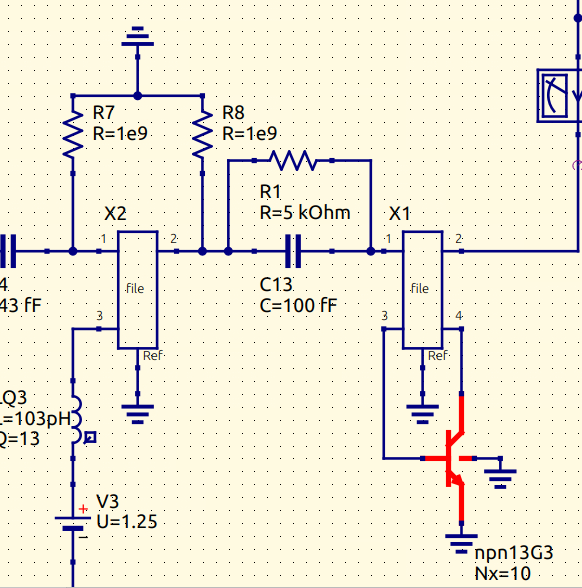 R7
R=1e9
R8
R=1e9
R1
R=5 kOhm
X2
X1
1
2
1
2
4
43 fF
file
C13
C=100 fF
file
3
3
4
Ref
Ref
LQ3
L=103pH
Q=13
V3
U=1.25
+
−
npn13G3
Nx=10